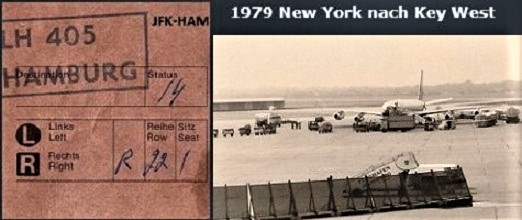 1979 New York nach Key West
JFK-HAM
LH 405
HAMBURG
Destination Status
L Links Left Reihe Row Sitz Seat
R Rechts Right R 22 1